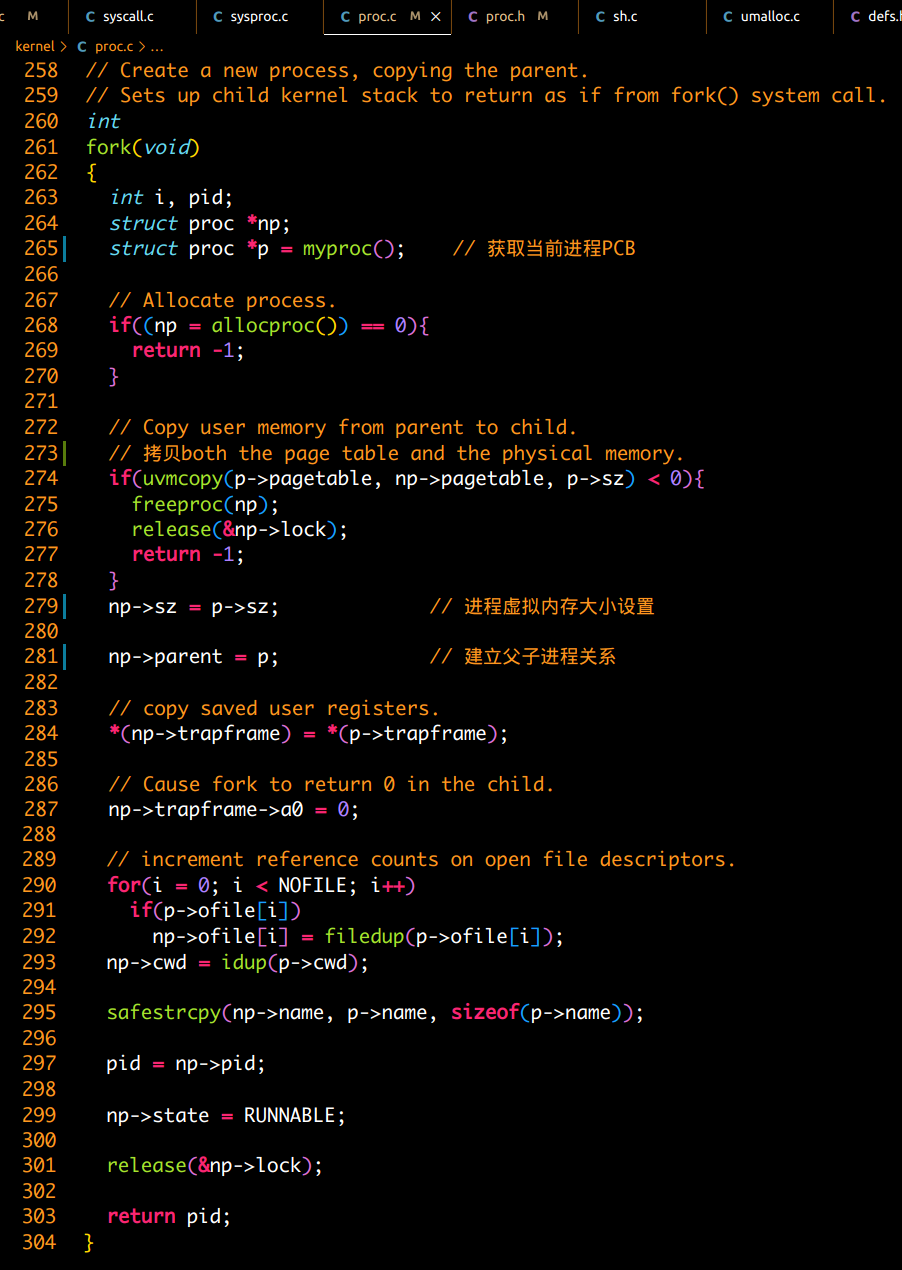 c M syscall.c sysproc.c proc.c M × proc.h M sh.c umalloc.c defs.h
kernel > C proc.c > ...
258 // Create a new process, copying the parent.
259 // Sets up child kernel stack to return as if from fork() system call.
260 int
261 fork(void)
262 {
263   int i, pid;
264   struct proc *np;
265   struct proc *p = myproc();    // 获取当前进程PCB
266
267   // Allocate process.
268   if((np = allocproc()) == 0){
269     return -1;
270   }
271
272   // Copy user memory from parent to child.
273   // 拷贝both the page table and the physical memory.
274   if(uvmcopy(p->pagetable, np->pagetable, p->sz) < 0){
275     freeproc(np);
276     release(&np->lock);
277     return -1;
278   }
279   np->sz = p->sz;             // 进程虚拟内存大小设置
280
281   np->parent = p;             // 建立父子进程关系
282
283   // copy saved user registers.
284   *(np->trapframe) = *(p->trapframe);
285
286   // Cause fork to return 0 in the child.
287   np->trapframe->a0 = 0;
288
289   // increment reference counts on open file descriptors.
290   for(i = 0; i < NOFILE; i++)
291     if(p->ofile[i])
292       np->ofile[i] = filedup(p->ofile[i]);
293   np->cwd = idup(p->cwd);
294
295   safestrcpy(np->name, p->name, sizeof(p->name));
296
297   pid = np->pid;
298
299   np->state = RUNNABLE;
300
301   release(&np->lock);
302
303   return pid;
304 }